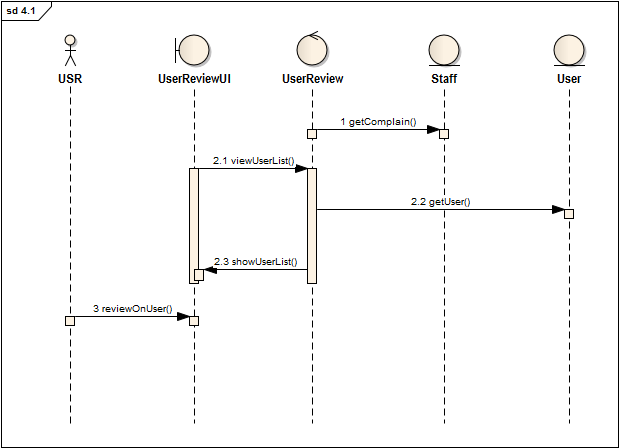 sd 4.1
USR
UserReviewUI
UserReview
Staff
User
1 getComplain()
2.1 viewUserList()
2.2 getUser()
2.3 showUserList()
3 reviewOnUser()